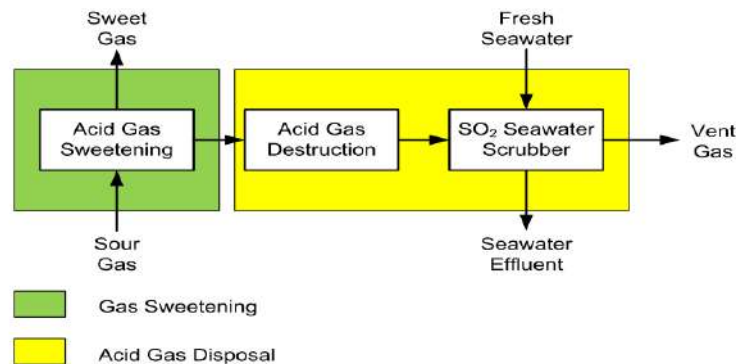 Sweet
Gas
Fresh
Seawater
Acid Gas
Sweetening
Acid Gas
Destruction
SO₂ Seawater
Scrubber
Vent
Gas
Sour
Gas
Seawater
Effluent
Gas Sweetening
Acid Gas Disposal